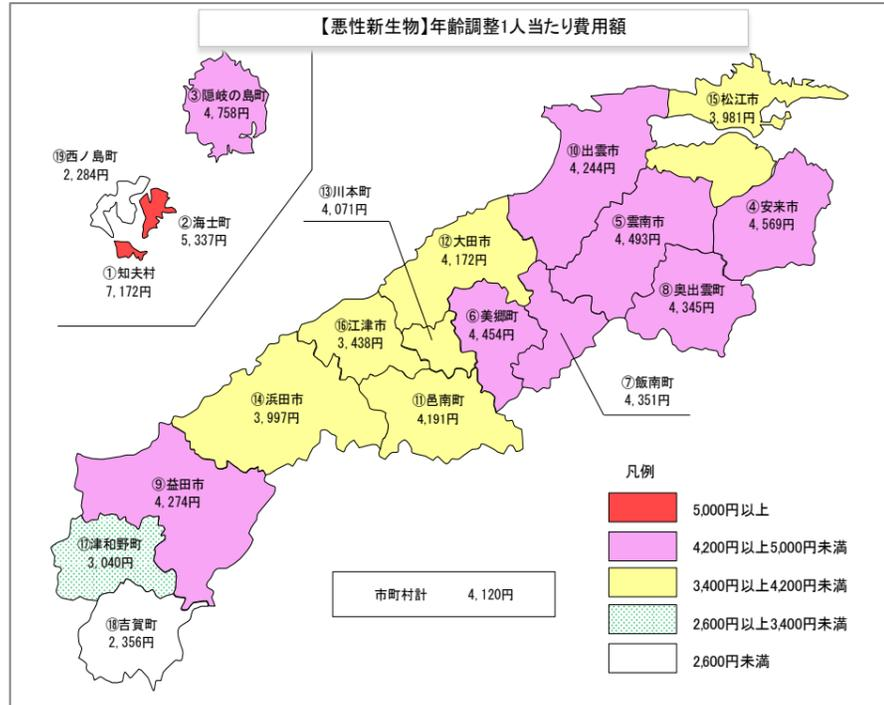 【悪性新生物】年齢調整1人当たり費用額
③隠岐の島町
4,758円
⑲西ノ島町
2,284円
②海士町
5,337円
①知夫村
7,172円
⑮松江市
3,981円
⑩出雲市
4,244円
④安来市
4,569円
⑤雲南市
4,493円
⑧奥出雲町
4,345円
⑬川本町
4,071円
⑫大田市
4,172円
⑥美郷町
4,454円
⑯江津市
3,438円
⑦飯南町
4,351円
⑭浜田市
3,997円
⑪邑南町
4,191円
⑨益田市
4,274円
⑰津和野町
3,040円
⑱吉賀町
2,356円
市町村計 4,120円
凡例
5,000円以上
4,200円以上5,000円未満
3,400円以上4,200円未満
2,600円以上3,400円未満
2,600円未満